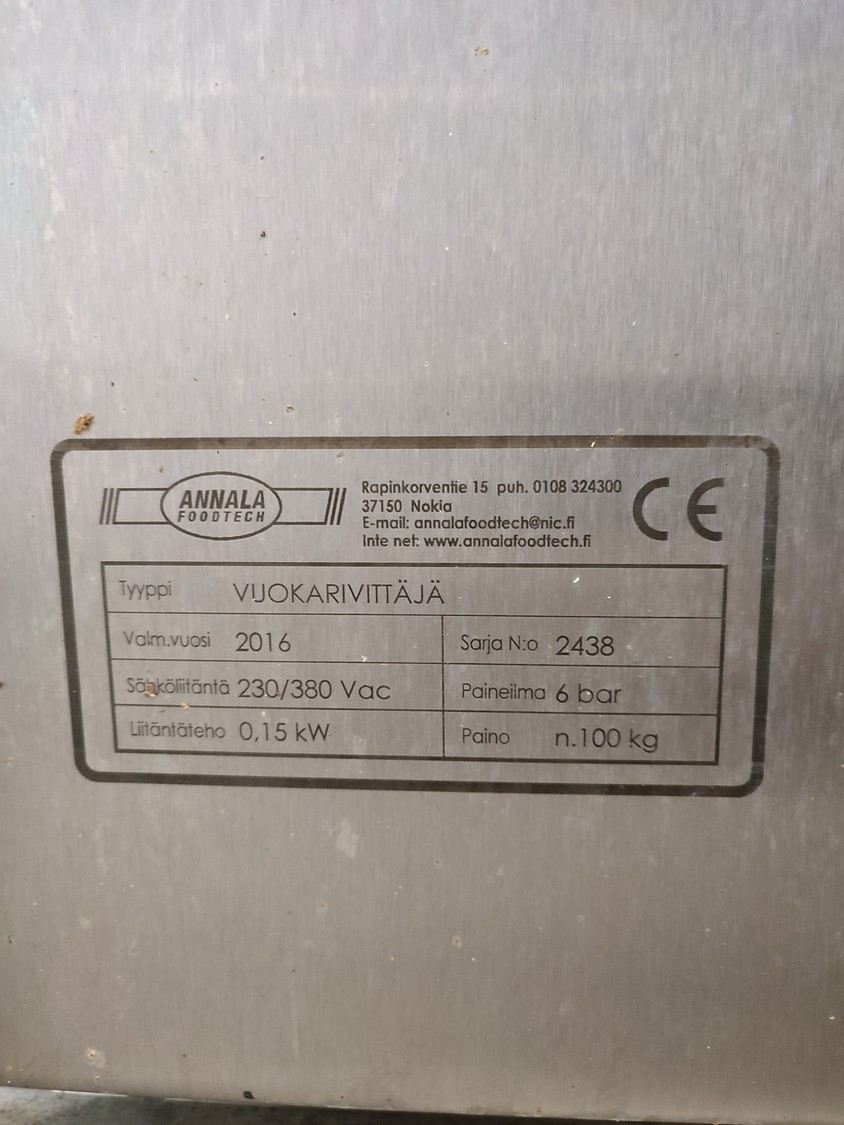 ANNALA
FOODTECH
Rapinkorventie 15 puh. 0108 324300
37150 Nokia
E-mail: annalafoodtech@nic.fi
Inte net: www.annalafoodtech.fi
CE
Tyyppi VUOKARIVITTÄJÄ
Valm.vuosi 2016 Sarja N:o 2438
Sähköliitäntä 230/380 Vac Paineilma 6 bar
Liitäntäteho 0,15 kW Paino n.100 kg